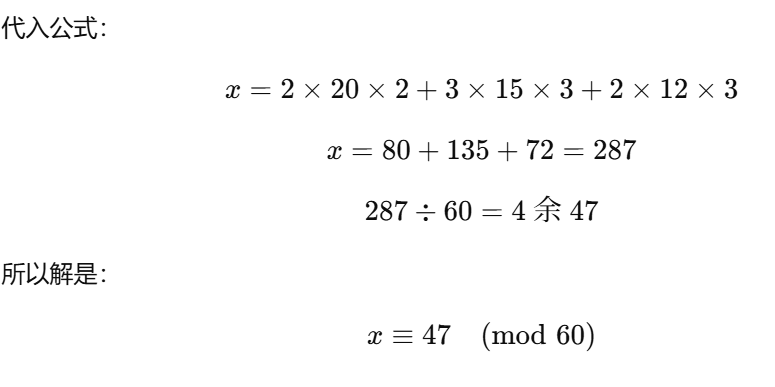 代入公式：
x = 2 × 20 × 2 + 3 × 15 × 3 + 2 × 12 × 3
x = 80 + 135 + 72 = 287
287 ÷ 60 = 4 余 47
所以解是：
x ≡ 47 (mod 60)